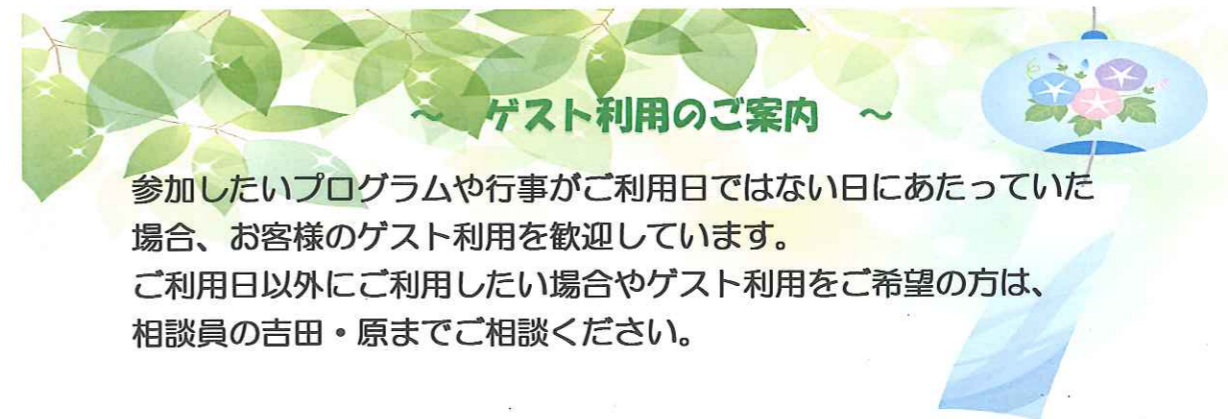 ～ ゲスト利用のご案内 ～
参加したいプログラムや行事がご利用日ではない日にあたっていた
場合、お客様のゲスト利用を歓迎しています。
ご利用日以外にご利用したい場合やゲスト利用をご希望の方は、
相談員の吉田・原までご相談ください。